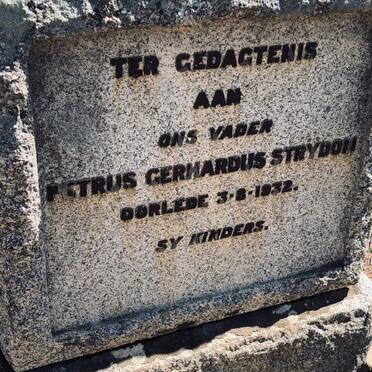 TER GEDAGTENIS
AAN
ONS VADER
PETRUS GERHARDUS STRYDOM
OORLEDE 3-8-1932.
SY KINDERS.